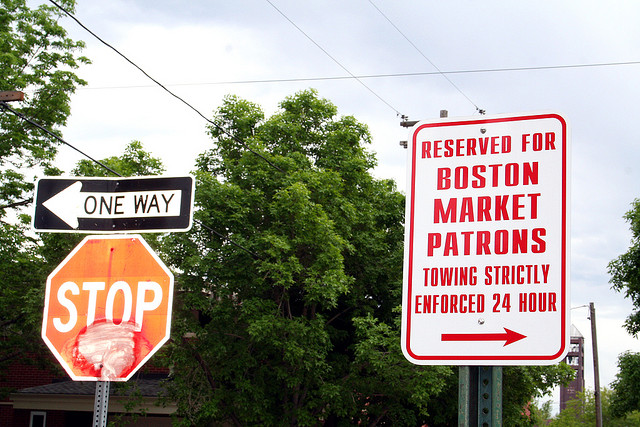 ONE WAY
STOP
RESERVED FOR
BOSTON
MARKET
PATRONS
TOWING STRICTLY
ENFORCED 24 HOUR